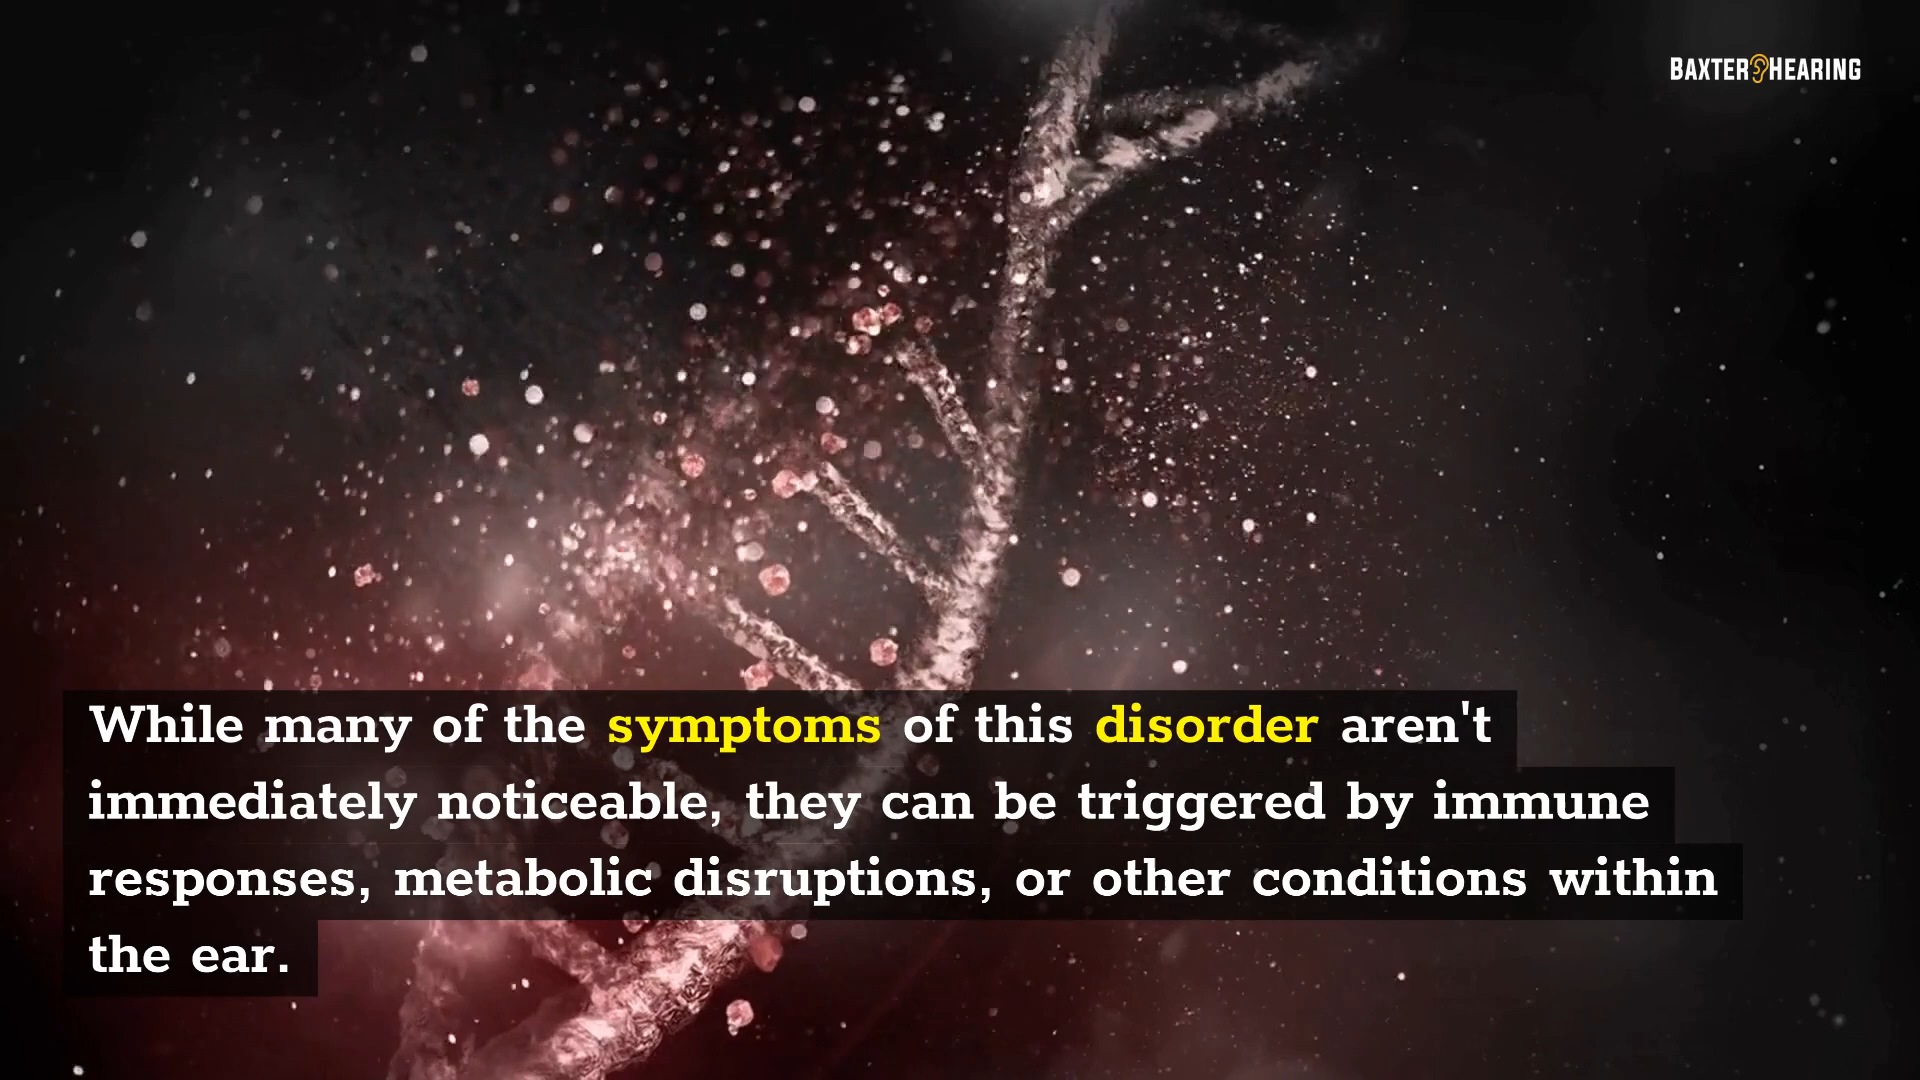 BAXTER HEARING
While many of the symptoms of this disorder aren't
immediately noticeable, they can be triggered by immune
responses, metabolic disruptions, or other conditions within
the ear.